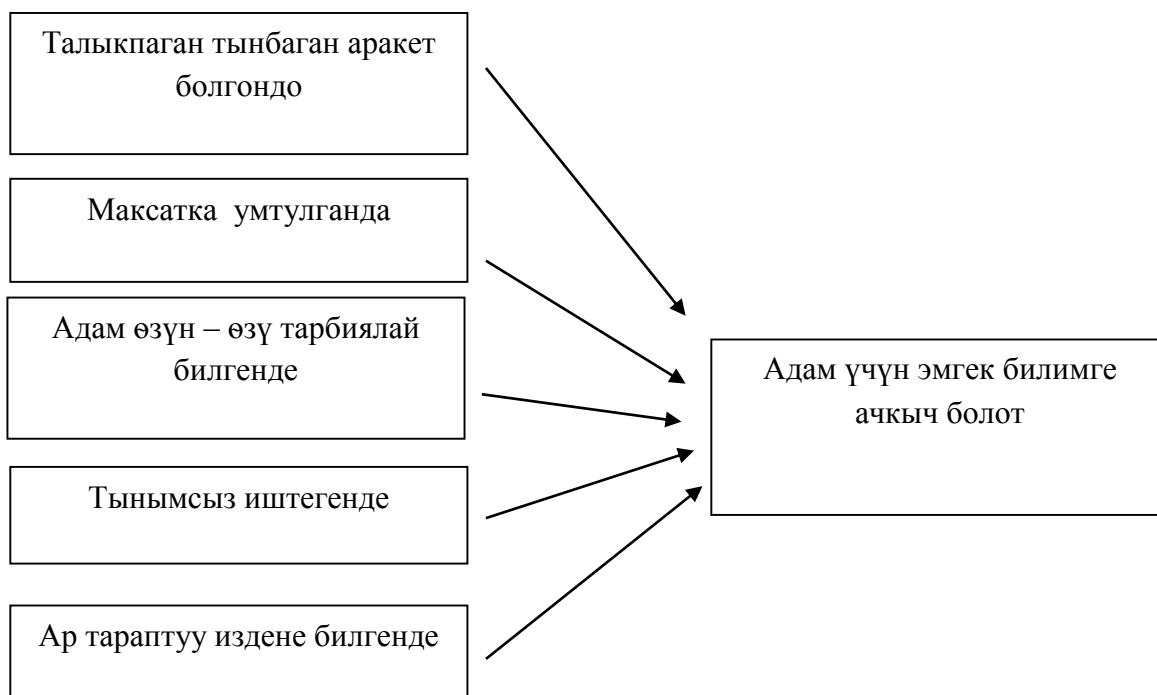 Талыкпаган тынбаган аракет
болгондо
Максатка умтулганда
Адам өзүн – өзү тарбиялай
билгенде
Тынымсыз иштегенде
Ар тараптуу издене билгенде
Адам үчүн эмгек билимге
ачкыч болот